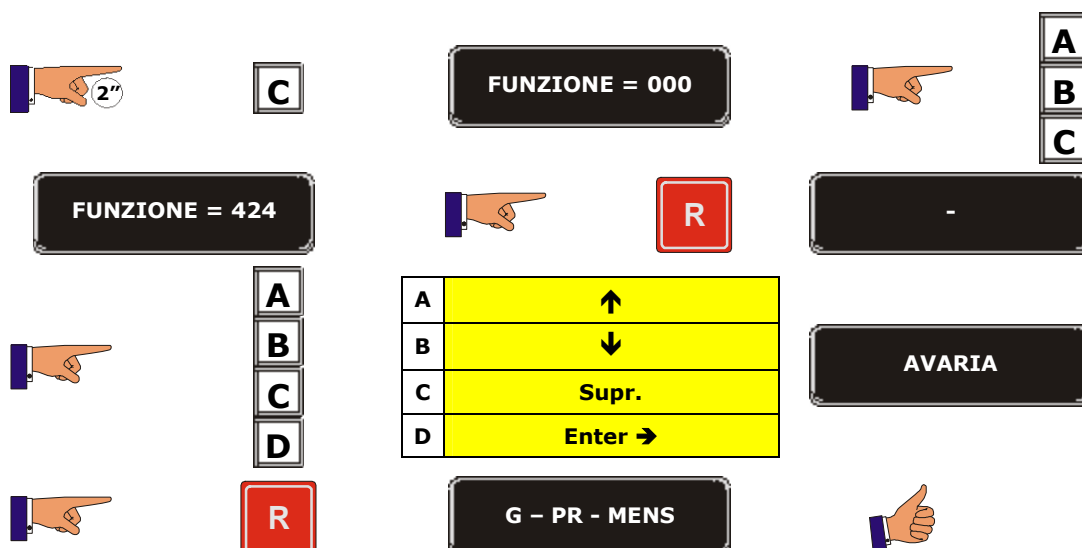 2” C FUNZIONE = 000 A
B
C
FUNZIONE = 424 R -
A
B
C
D
A ↑
B ↓
C Supr.
D Enter →
AVARIA
R G – PR - MENS